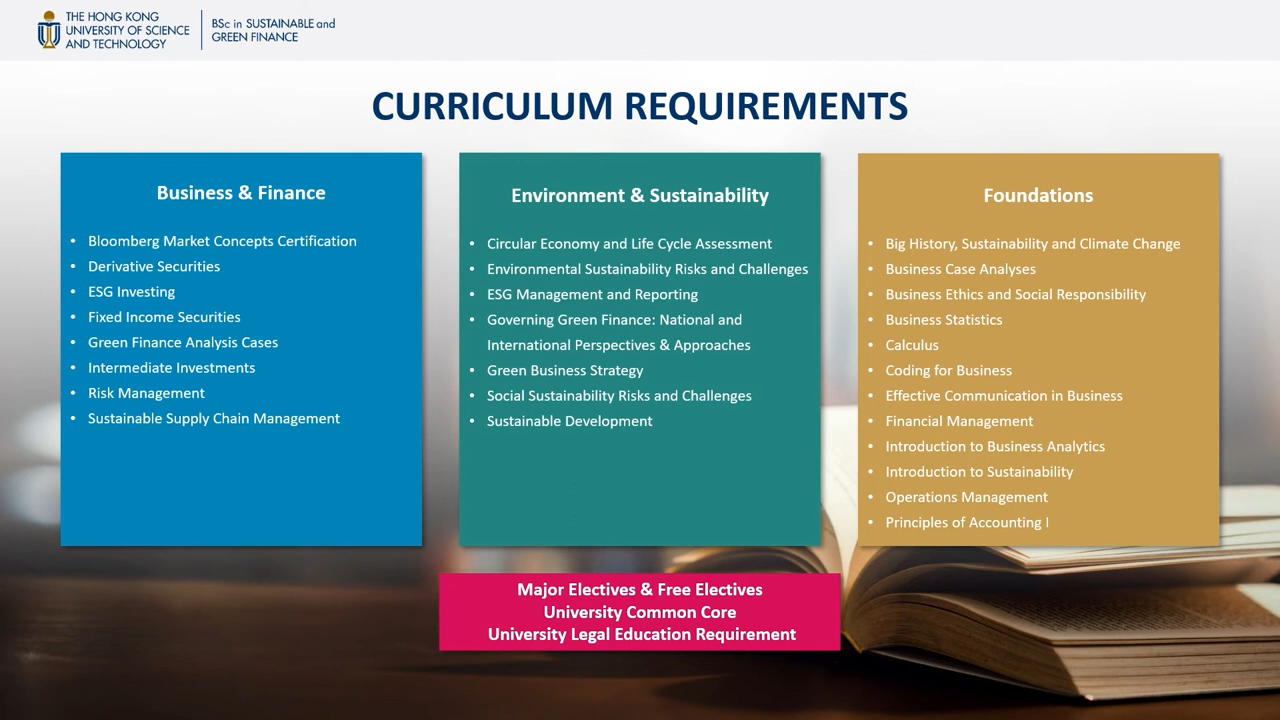 THE HONG KONG
UNIVERSITY OF SCIENCE
AND TECHNOLOGY
BSc in SUSTAINABLE and
GREEN FINANCE
CURRICULUM REQUIREMENTS
Business & Finance
• Bloomberg Market Concepts Certification
• Derivative Securities
• ESG Investing
• Fixed Income Securities
• Green Finance Analysis Cases
• Intermediate Investments
• Risk Management
• Sustainable Supply Chain Management
Environment & Sustainability
• Circular Economy and Life Cycle Assessment
• Environmental Sustainability Risks and Challenges
• ESG Management and Reporting
• Governing Green Finance: National and
International Perspectives & Approaches
• Green Business Strategy
• Social Sustainability Risks and Challenges
• Sustainable Development
Foundations
• Big History, Sustainability and Climate Change
• Business Case Analyses
• Business Ethics and Social Responsibility
• Business Statistics
• Calculus
• Coding for Business
• Effective Communication in Business
• Financial Management
• Introduction to Business Analytics
• Introduction to Sustainability
• Operations Management
• Principles of Accounting I
Major Electives & Free Electives
University Common Core
University Legal Education Requirement